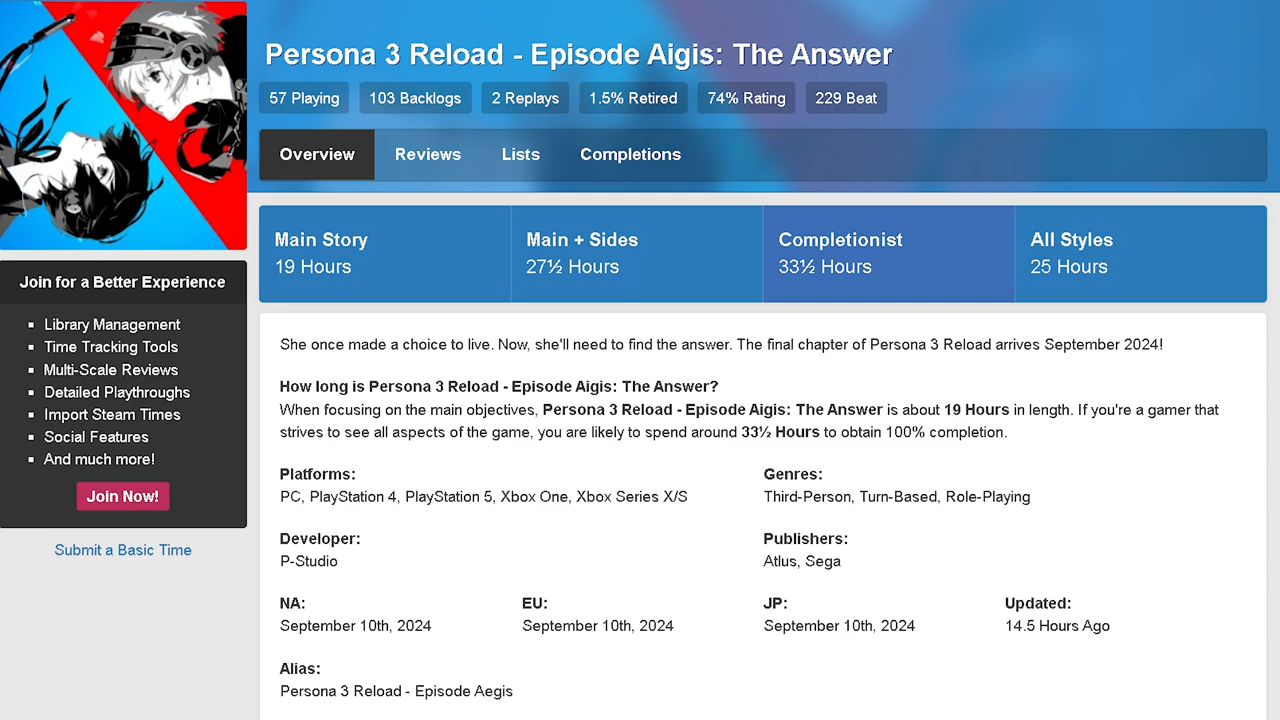 Persona 3 Reload - Episode Aigis: The Answer
57 Playing
103 Backlogs
2 Replays
1.5% Retired
74% Rating
229 Beat
Overview
Reviews
Lists
Completions
Main Story
19 Hours
Main + Sides
27½ Hours
Completionist
33½ Hours
All Styles
25 Hours
Join for a Better Experience
Library Management
Time Tracking Tools
Multi-Scale Reviews
Detailed Playthroughs
Import Steam Times
Social Features
And much more!
Join Now!
Submit a Basic Time
She once made a choice to live. Now, she'll need to find the answer. The final chapter of Persona 3 Reload arrives September 2024!
How long is Persona 3 Reload - Episode Aigis: The Answer?
When focusing on the main objectives, Persona 3 Reload - Episode Aigis: The Answer is about 19 Hours in length. If you're a gamer that
strives to see all aspects of the game, you are likely to spend around 33½ Hours to obtain 100% completion.
Platforms:
PC, PlayStation 4, PlayStation 5, Xbox One, Xbox Series X/S
Genres:
Third-Person, Turn-Based, Role-Playing
Developer:
P-Studio
Publishers:
Atlus, Sega
NA:
September 10th, 2024
EU:
September 10th, 2024
JP:
September 10th, 2024
Updated:
14.5 Hours Ago
Alias:
Persona 3 Reload - Episode Aegis